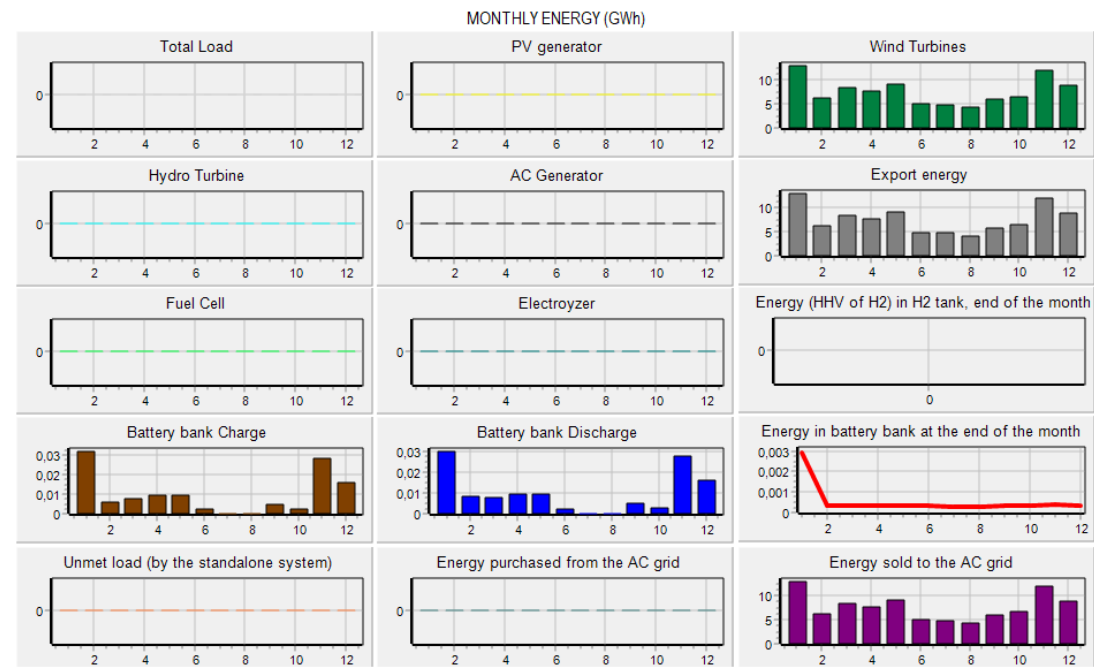 MONTHLY ENERGY (GWh)
Total Load
0
2 4 6 8 10 12
PV generator
0
2 4 6 8 10 12
Wind Turbines
10
5
0
2 4 6 8 10 12
Hydro Turbine
0
2 4 6 8 10 12
AC Generator
0
2 4 6 8 10 12
Export energy
10
5
0
2 4 6 8 10 12
Fuel Cell
0
2 4 6 8 10 12
Electroyzer
0
2 4 6 8 10 12
Energy (HHV of H2) in H2 tank, end of the month
0
0
Battery bank Charge
0,03
0,02
0,01
0
2 4 6 8 10 12
Battery bank Discharge
0,03
0,02
0,01
0
2 4 6 8 10 12
Energy in battery bank at the end of the month
0,003
0,002
0,001
0
2 4 6 8 10 12
Unmet load (by the standalone system)
0
2 4 6 8 10 12
Energy purchased from the AC grid
0
2 4 6 8 10 12
Energy sold to the AC grid
10
5
0
2 4 6 8 10 12